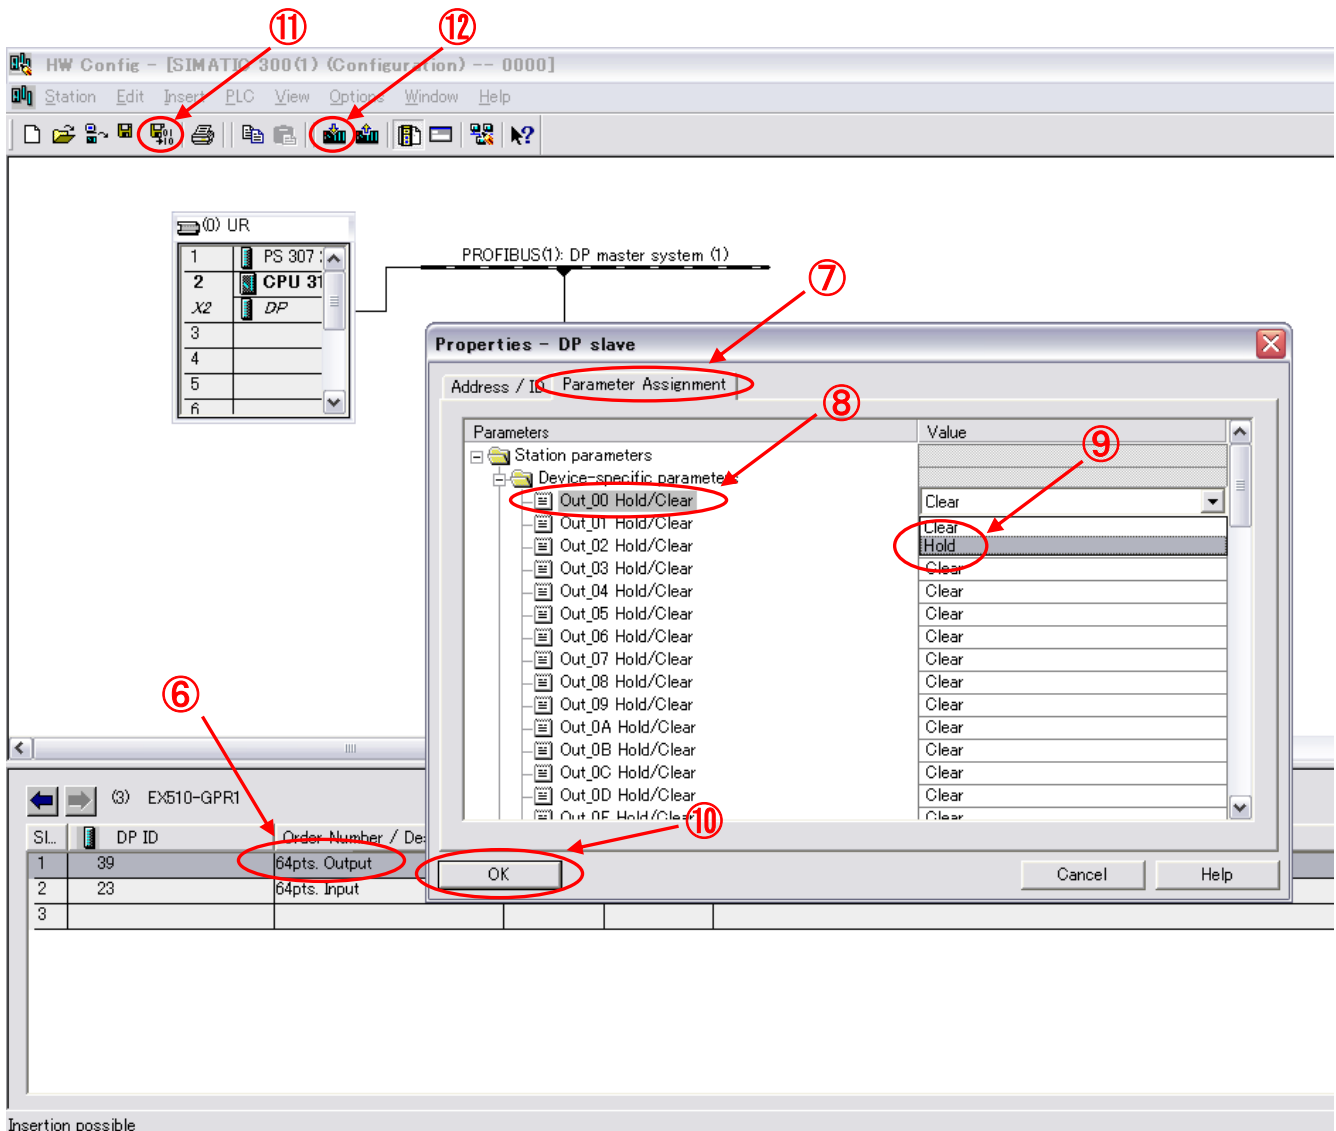 ⑪ ⑫
HW Config - [SIMATIC 300(1) (Configuration) -- 0000]
Station Edit Insert PLC View Options Window Help
(0) UR
1 PS 307
2 CPU 31
X2 DP
3
4
5
6
PROFIBUS(1): DP master system (1)
⑦
Properties - DP slave
Address / ID Parameter Assignment
⑧
Parameters Value
⑨
Station parameters
Device-specific paramete
Out_00 Hold/Clear Clear
Out_01 Hold/Clear Clear
Out_02 Hold/Clear Hold
Out_03 Hold/Clear Clear
Out_04 Hold/Clear Clear
Out_05 Hold/Clear Clear
Out_06 Hold/Clear Clear
Out_07 Hold/Clear Clear
Out_08 Hold/Clear Clear
Out_09 Hold/Clear Clear
Out_0A Hold/Clear Clear
Out_0B Hold/Clear Clear
Out_0C Hold/Clear Clear
Out_0D Hold/Clear Clear
Out_0E Hold/Clear Clear
⑩
OK Cancel Help
⑥
(3) EX510-GPR1
Sl... DP ID Order Number / De
1 39 64pts. Output
2 23 64pts. Input
3
Insertion possible